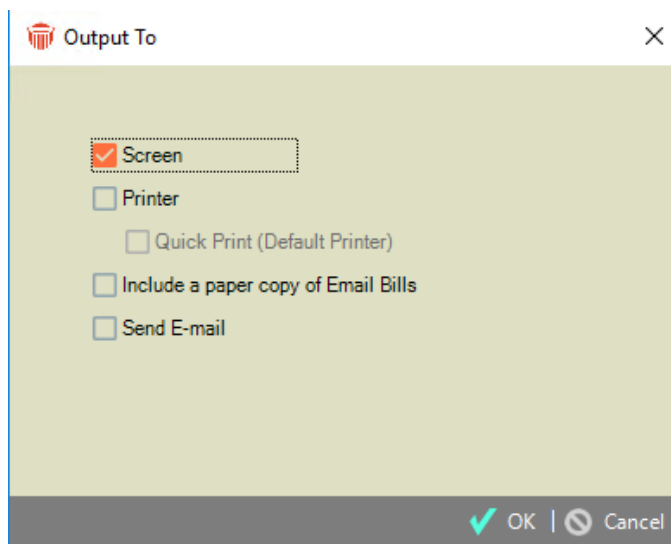 Output To
Screen
Printer
Quick Print (Default Printer)
Include a paper copy of Email Bills
Send E-mail
OK | Cancel